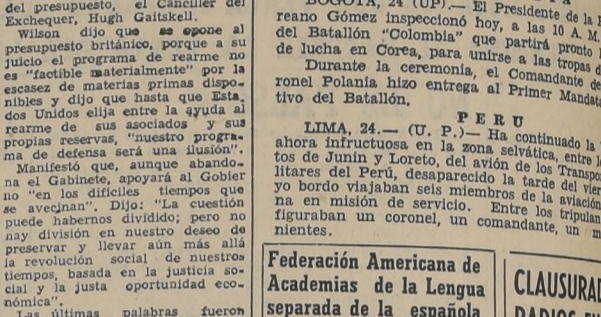 del presupuesto, el Canciller del
Exchequer, Hugh Gaitskell.
Wilson dijo que se opone al
presupuesto británico, porque a su
juicio el programa de rearme no
es "factible materialmente" por la
escasez de materias primas dispo-
nibles y dijo que hasta que Esta-
dos Unidos elija entre la ayuda al
rearme de sus asociados y sus
propias reservas, "nuestro progra-
ma de defensa será una ilusión".
Manifestó que, aunque abando-
na el Gabinete, apoyará al Gobier
no "en los difíciles tiempos que
se avecinan". Dijo: "La cuestión
puede habernos dividido; pero no
nay división en nuestro deseo de
preservar y llevar aún más allá
la revolución social de nuestros
tiempos, basada en la justicia so-
cial y la justa oportunidad eco-
nómica".
Las últimas palabras fueron
BOGOTA, 24 (UP).— El Presidente de la
reano Gómez inspeccionó hoy, a las 10 A. M.
del Batallón "Colombia" que partirá pronto
de lucha en Corea, para unirse a las tropas d
Durante la ceremonia, el Comandante de
ronel Polanía hizo entrega al Primer Mandat
tivo del Batallón.
PERU
LIMA, 24.— (U. P.)— Ha continuado la
ahora infructuosa en la zona selvática, entre lo
tos de Junín y Loreto, del avión de los Transpo
litares del Perú, desaparecido la tarde del vier
yo bordo viajaban seis miembros de la aviación
na en misión de servicio. Entre los tripulan
figuraban un coronel, un comandante, un m
nientes.
Federación Americana de
Academias de la Lengua
separada de la española
CLAUSURAD
RADIOS